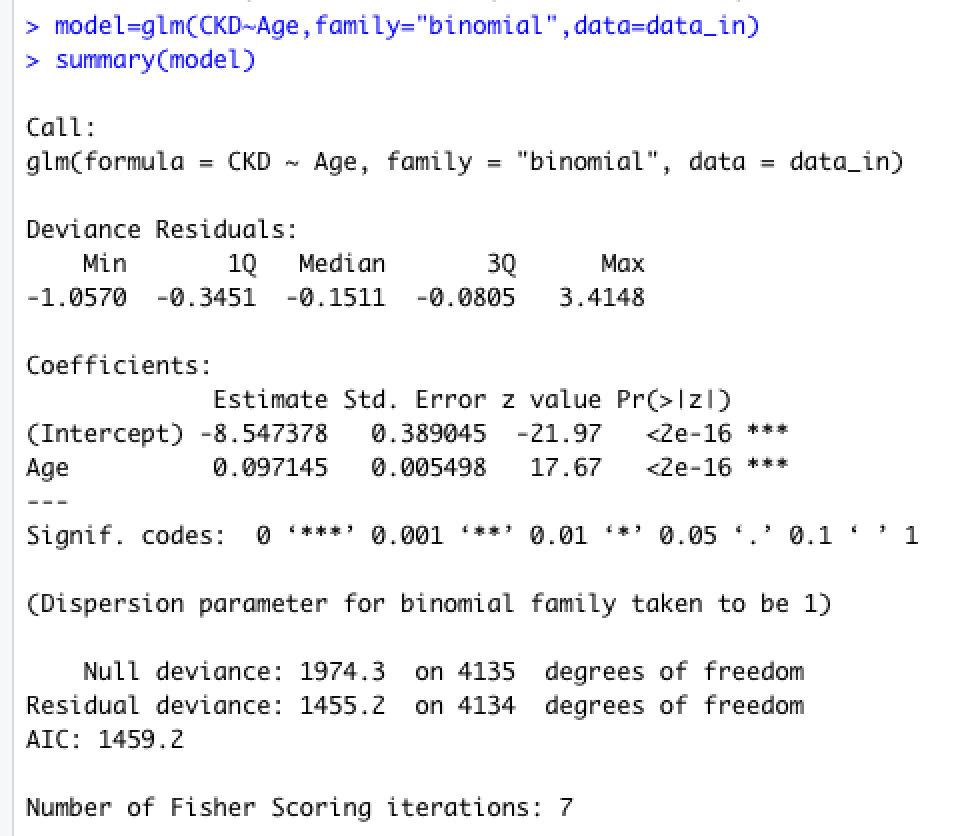 > model=glm(CKD~Age,family="binomial",data=data_in)
> summary(model)
Call:
glm(formula = CKD ~ Age, family = "binomial", data = data_in)
Deviance Residuals:
    Min       1Q   Median       3Q      Max
-1.0570  -0.3451  -0.1511  -0.0805   3.4148
Coefficients:
             Estimate Std. Error z value Pr(>|z|)
(Intercept) -8.547378   0.389045  -21.97   <2e-16 ***
Age          0.097145   0.005498   17.67   <2e-16 ***
---
Signif. codes:  0 ‘***’ 0.001 ‘**’ 0.01 ‘*’ 0.05 ‘.’ 0.1 ‘ ’ 1
(Dispersion parameter for binomial family taken to be 1)
    Null deviance: 1974.3  on 4135  degrees of freedom
Residual deviance: 1455.2  on 4134  degrees of freedom
AIC: 1459.2
Number of Fisher Scoring iterations: 7